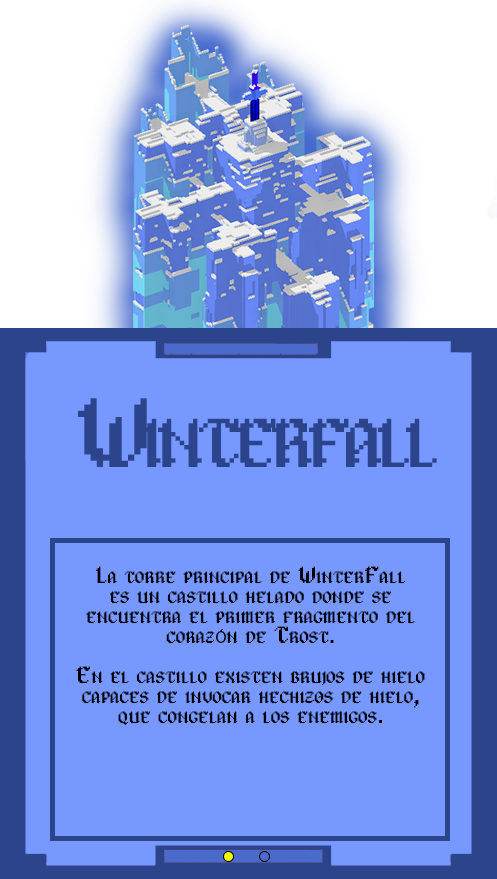 Winterfall
La torre principal de WinterFall
es un castillo helado donde se
encuentra el primer fragmento del
corazón de Trost.
En el castillo existen brujos de hielo
capaces de invocar hechizos de hielo,
que congelan a los enemigos.